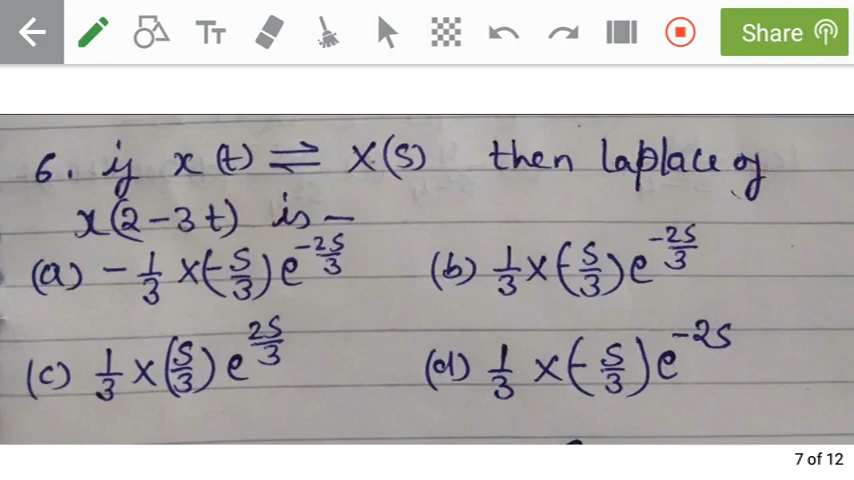 Share
6. if x(t) ⇌ X(S) then laplace of
x(2-3t) is —
(a) -1/3 X(-S/3) e^(-2S/3) (b) 1/3 X(-S/3) e^(-2S/3)
(c) 1/3 X(S/3) e^(2S/3) (d) 1/3 X(-S/3) e^(-2S)
7 of 12